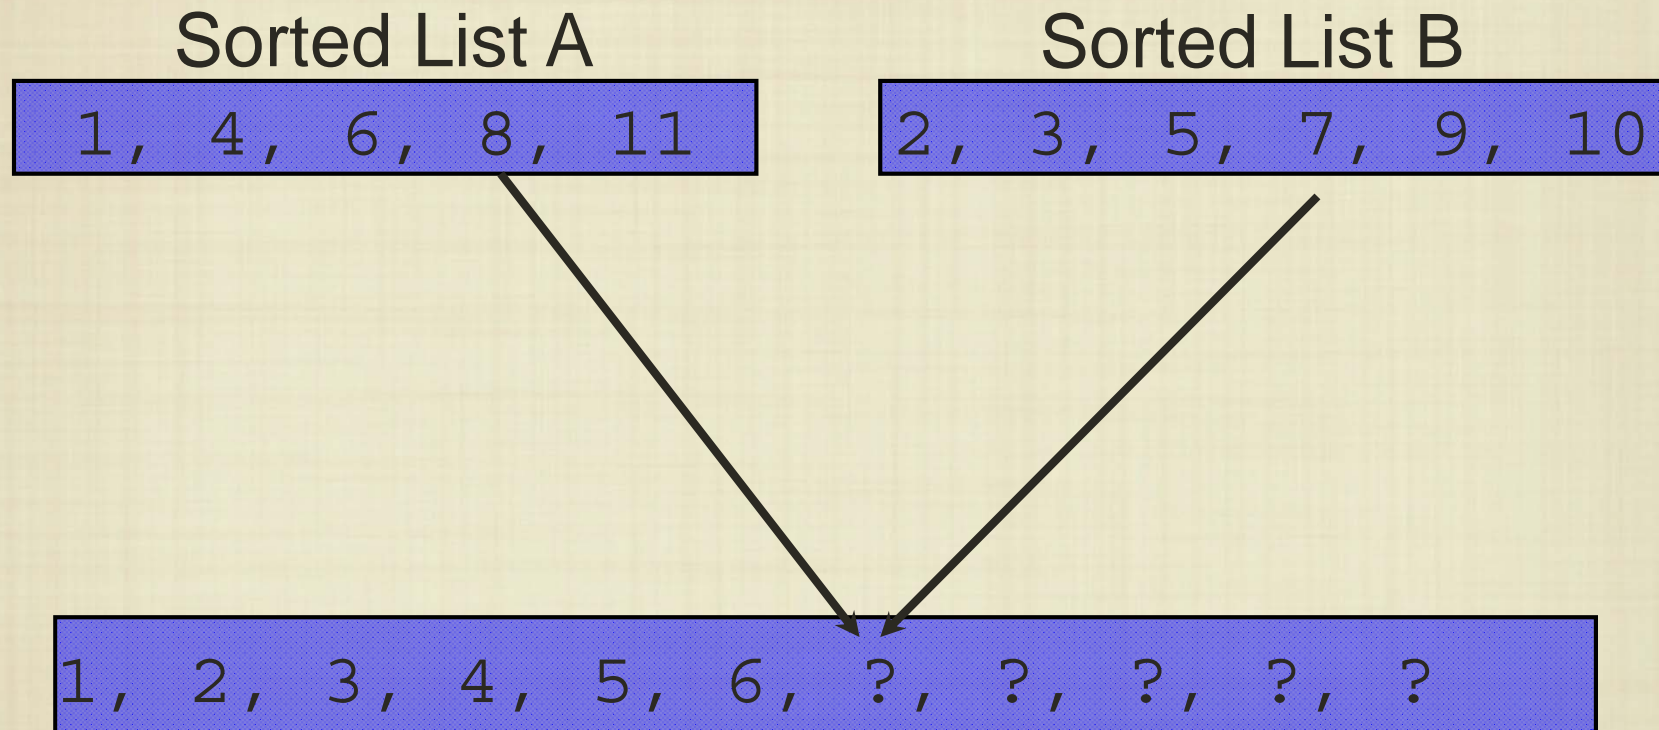 Sorted List A
Sorted List B
1, 4, 6, 8, 11
2, 3, 5, 7, 9, 10
1, 2, 3, 4, 5, 6, ?, ?, ?, ?, ?